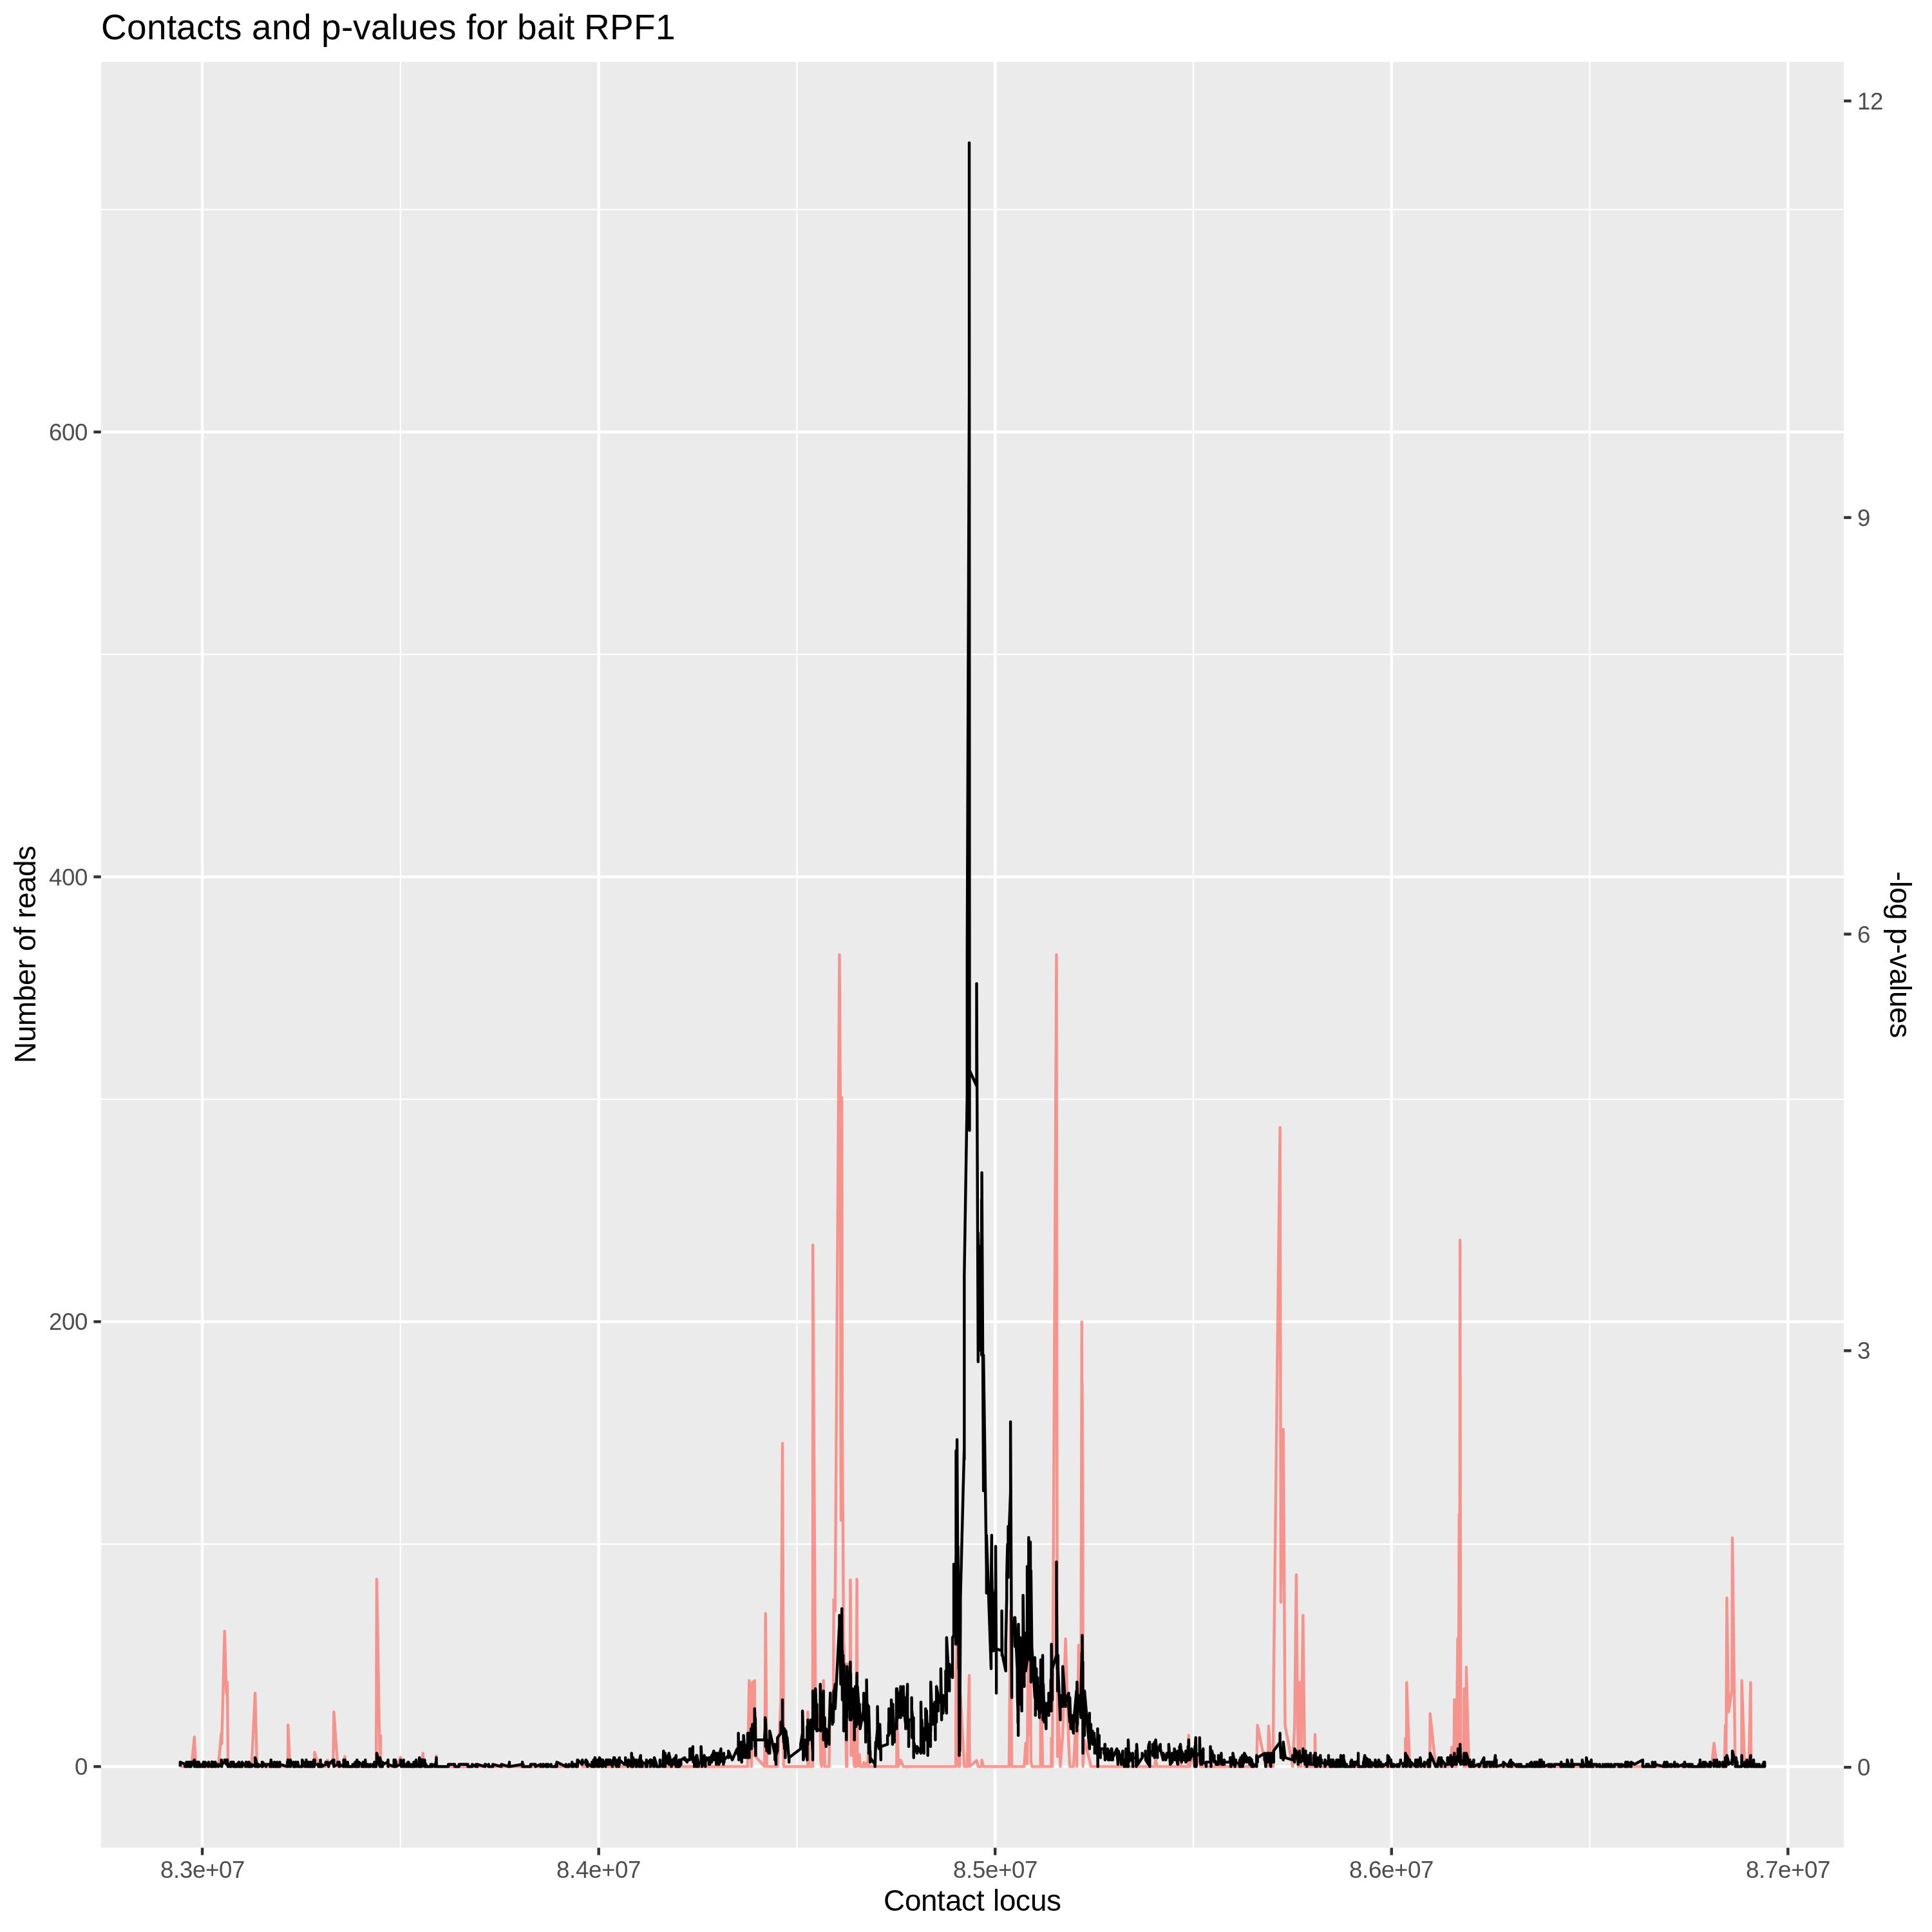 Contacts and p-values for bait RPF1
12
9
6
3
0
600
400
200
0
Number of reads
-log p-values
8.3e+07
8.4e+07
8.5e+07
8.6e+07
8.7e+07
Contact locus